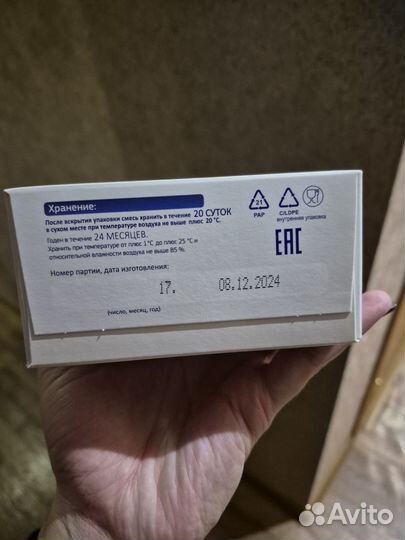 Хранение:
После вскрытия упаковки смесь хранить в течение 20 СУТОК
в сухом месте при температуре воздуха не выше плюс 20 °С.
Годен в течение 24 МЕСЯЦЕВ.
Хранить при температуре от плюс 1°С до плюс 25 °С и
относительной влажности воздуха не выше 85 %.
Номер партии, дата изготовления:
17. 08.12.2024
(число, месяц, год)
21
PAP
C/LDPE
внутренняя упаковка
EAC
Avito